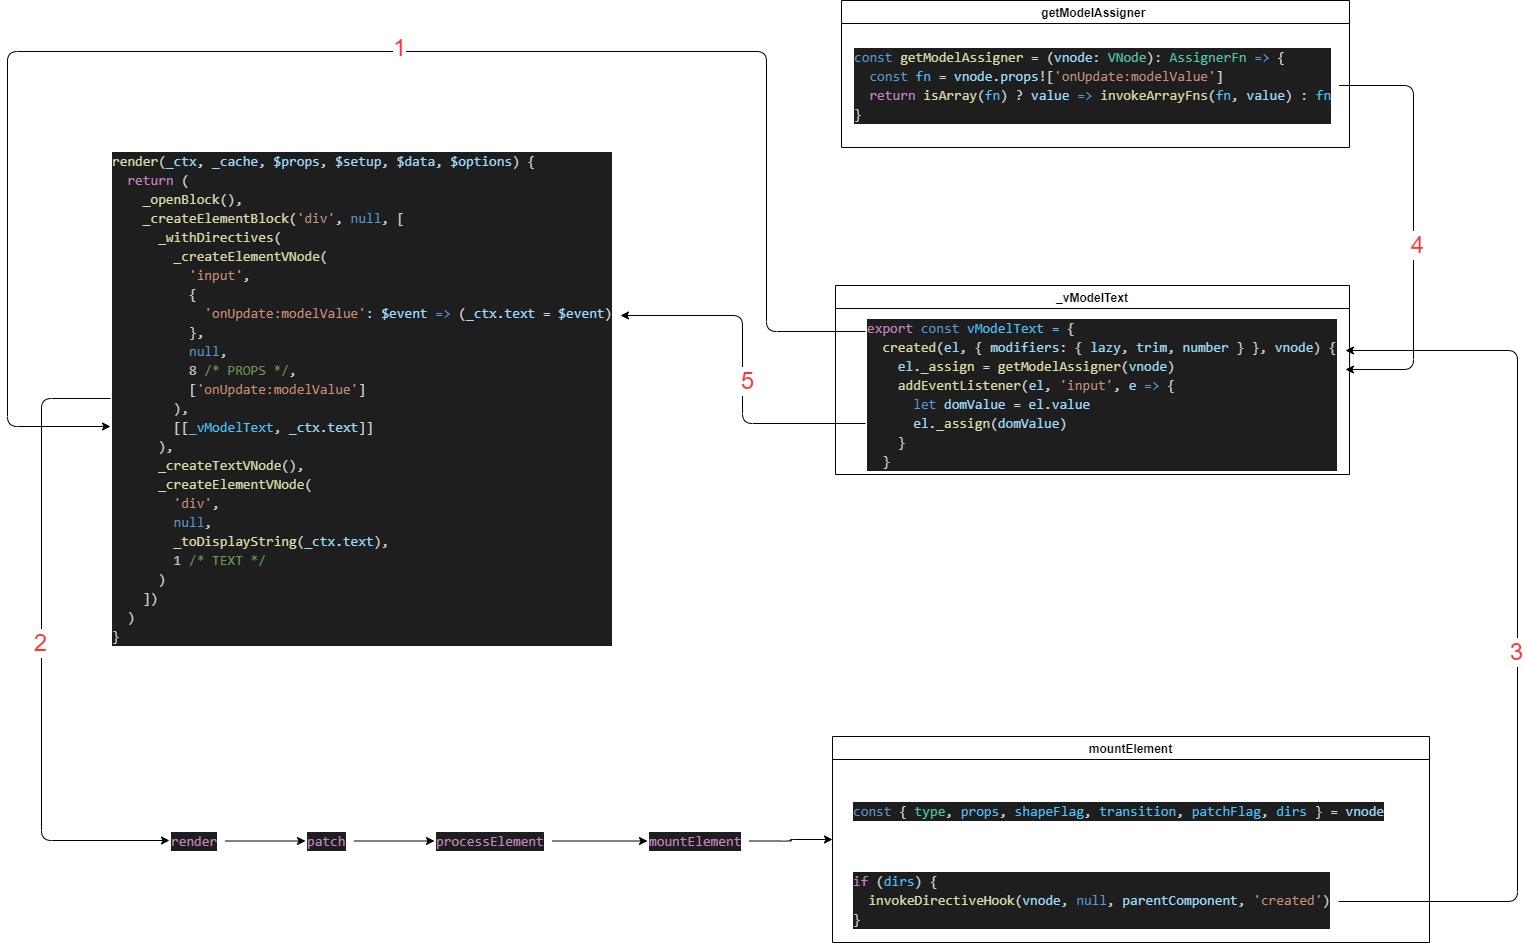 getModelAssigner
const getModelAssigner = (vnode: VNode): AssignerFn => {
  const fn = vnode.props!['onUpdate:modelValue']
  return isArray(fn) ? value => invokeArrayFns(fn, value) : fn
}
1
render(_ctx, _cache, $props, $setup, $data, $options) {
  return (
    _openBlock(),
    _createElementBlock('div', null, [
      _withDirectives(
        _createElementVNode(
          'input',
          {
            'onUpdate:modelValue': $event => (_ctx.text = $event)
          },
          null,
          8 /* PROPS */,
          ['onUpdate:modelValue']
        ),
        [[_vModelText, _ctx.text]]
      ),
      _createTextVNode(),
      _createElementVNode(
        'div',
        null,
        _toDisplayString(_ctx.text),
        1 /* TEXT */
      )
    ])
  )
}
4
_vModelText
export const vModelText = {
  created(el, { modifiers: { lazy, trim, number } }, vnode) {
    el._assign = getModelAssigner(vnode)
    addEventListener(el, 'input', e => {
      let domValue = el.value
      el._assign(domValue)
    }
  }
5
2
3
render
patch
processElement
mountElement
mountElement
const { type, props, shapeFlag, transition, patchFlag, dirs } = vnode
if (dirs) {
  invokeDirectiveHook(vnode, null, parentComponent, 'created')
}